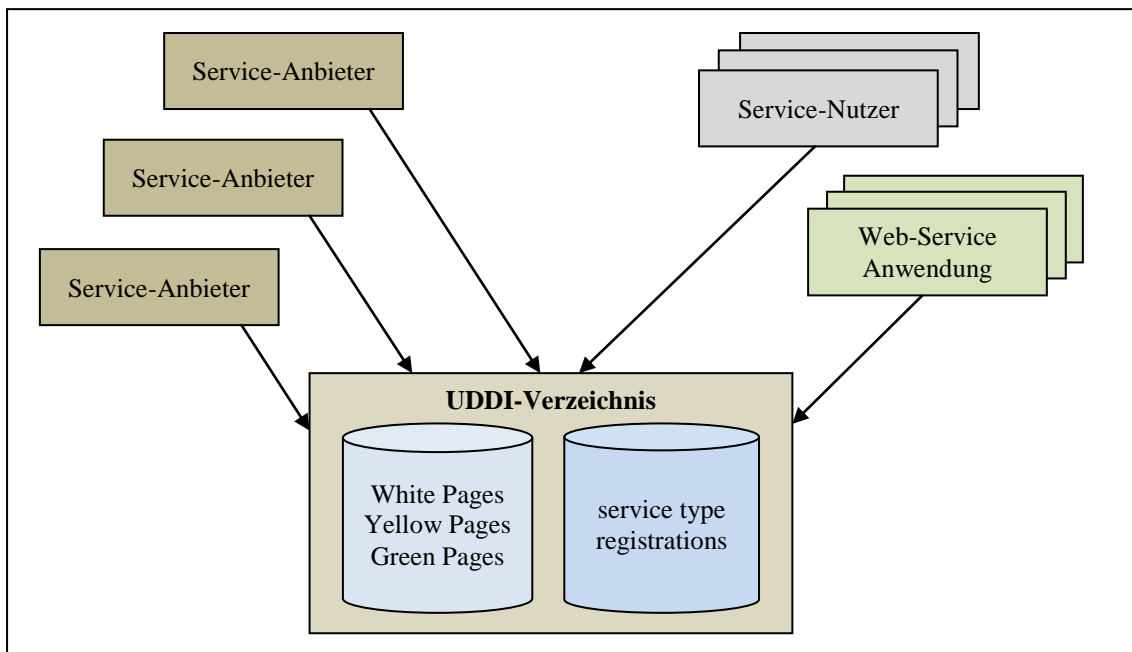 Service-Anbieter
Service-Nutzer
Service-Anbieter
Web-Service
Anwendung
Service-Anbieter
UDDI-Verzeichnis
White Pages
Yellow Pages
Green Pages
service type
registrations